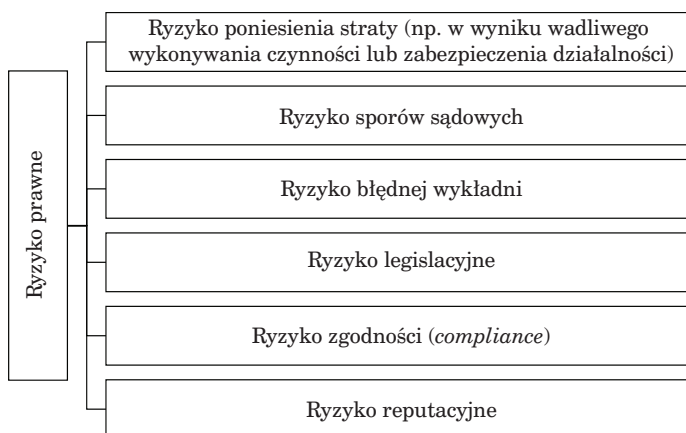 Ryzyko prawne
Ryzyko poniesienia straty (np. w wyniku wadliwego
wykonywania czynności lub zabezpieczenia działalności)
Ryzyko sporów sądowych
Ryzyko błędnej wykładni
Ryzyko legislacyjne
Ryzyko zgodności (compliance)
Ryzyko reputacyjne